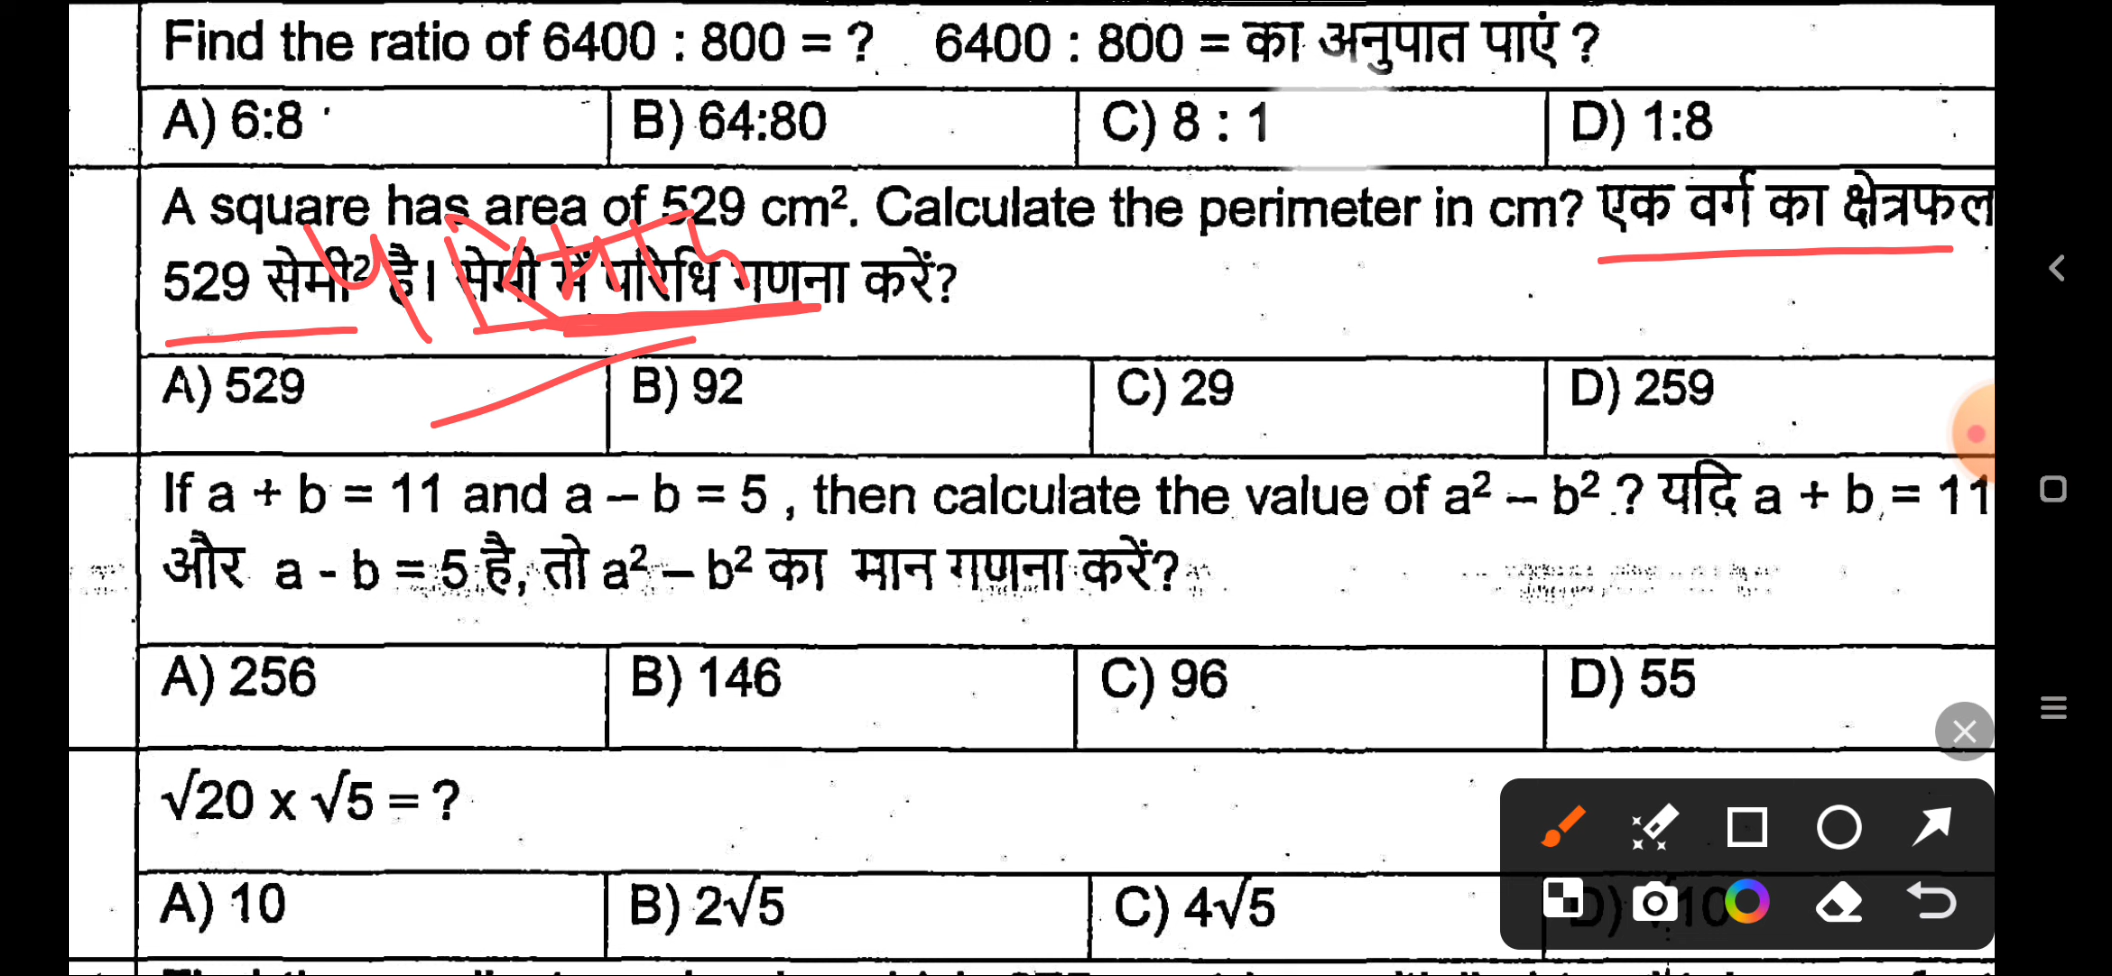 Find the ratio of 6400 : 800 = ? 6400 : 800 = का अनुपात पाएं ?
A) 6:8 B) 64:80 C) 8 : 1 D) 1:8
A square has area of 529 cm². Calculate the perimeter in cm? एक वर्ग का क्षेत्रफल
529 सेमी² है। सेमी में परिधि गणना करें?
A) 529 B) 92 C) 29 D) 259
If a + b = 11 and a – b = 5 , then calculate the value of a² – b² ? यदि a + b = 11
और a - b = 5 है, तो a² – b² का मान गणना करें?
A) 256 B) 146 C) 96 D) 55
√20 x √5 = ?
A) 10 B) 2√5 C) 4√5 D) √10